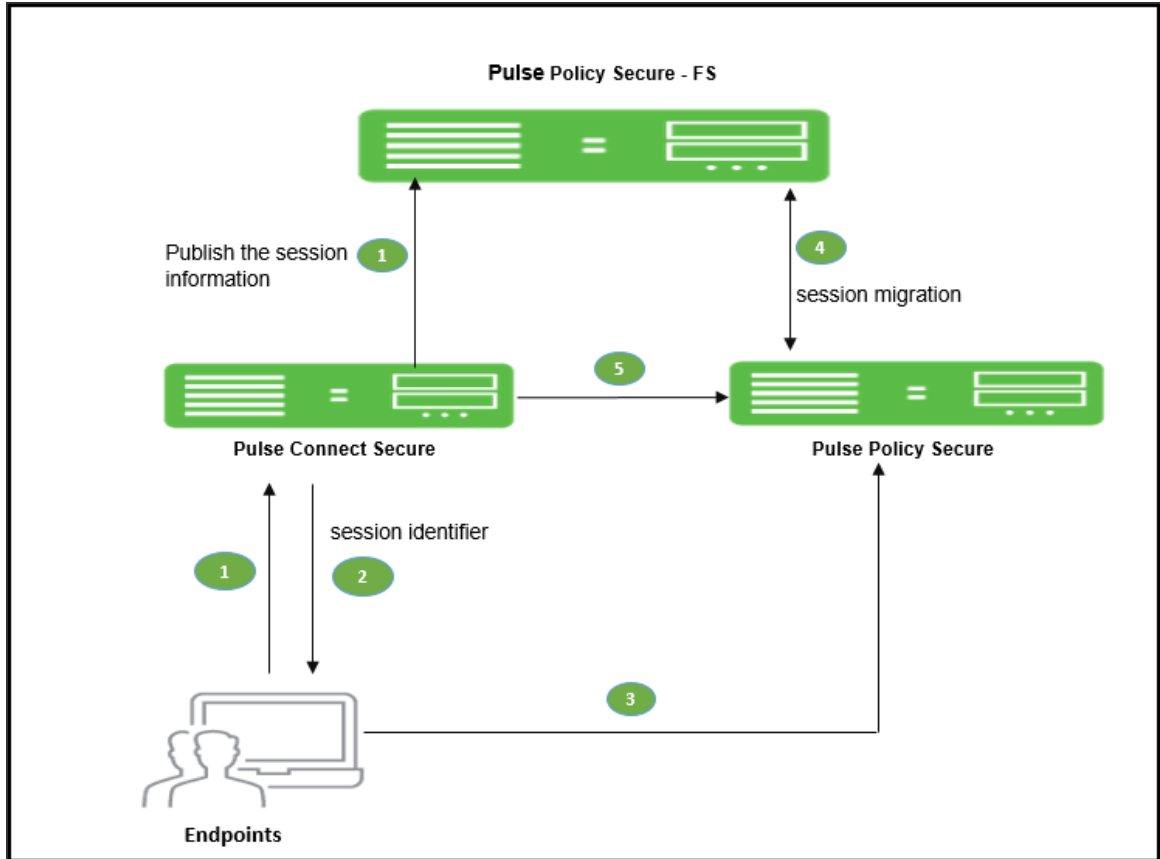 Pulse Policy Secure - FS
Publish the session
information
1
4
session migration
5
Pulse Connect Secure
Pulse Policy Secure
session identifier
1
2
3
Endpoints